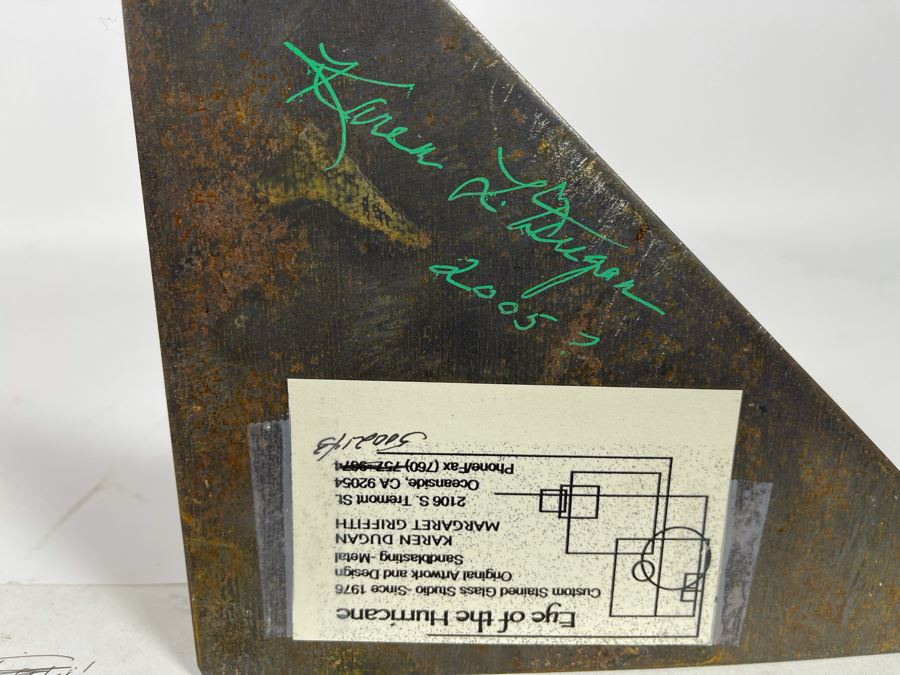 Karen
L. Dugan
2005?
Eye of the Hurricane
Custom Stained Glass Studio -Since 1976
Original Artwork and Design
Sandblasting -Metal
KAREN DUGAN
MARGARET GRIFFITH
2106 S. Tremont St.
Oceanside, CA 92054
Phone/Fax (760) 757-9674